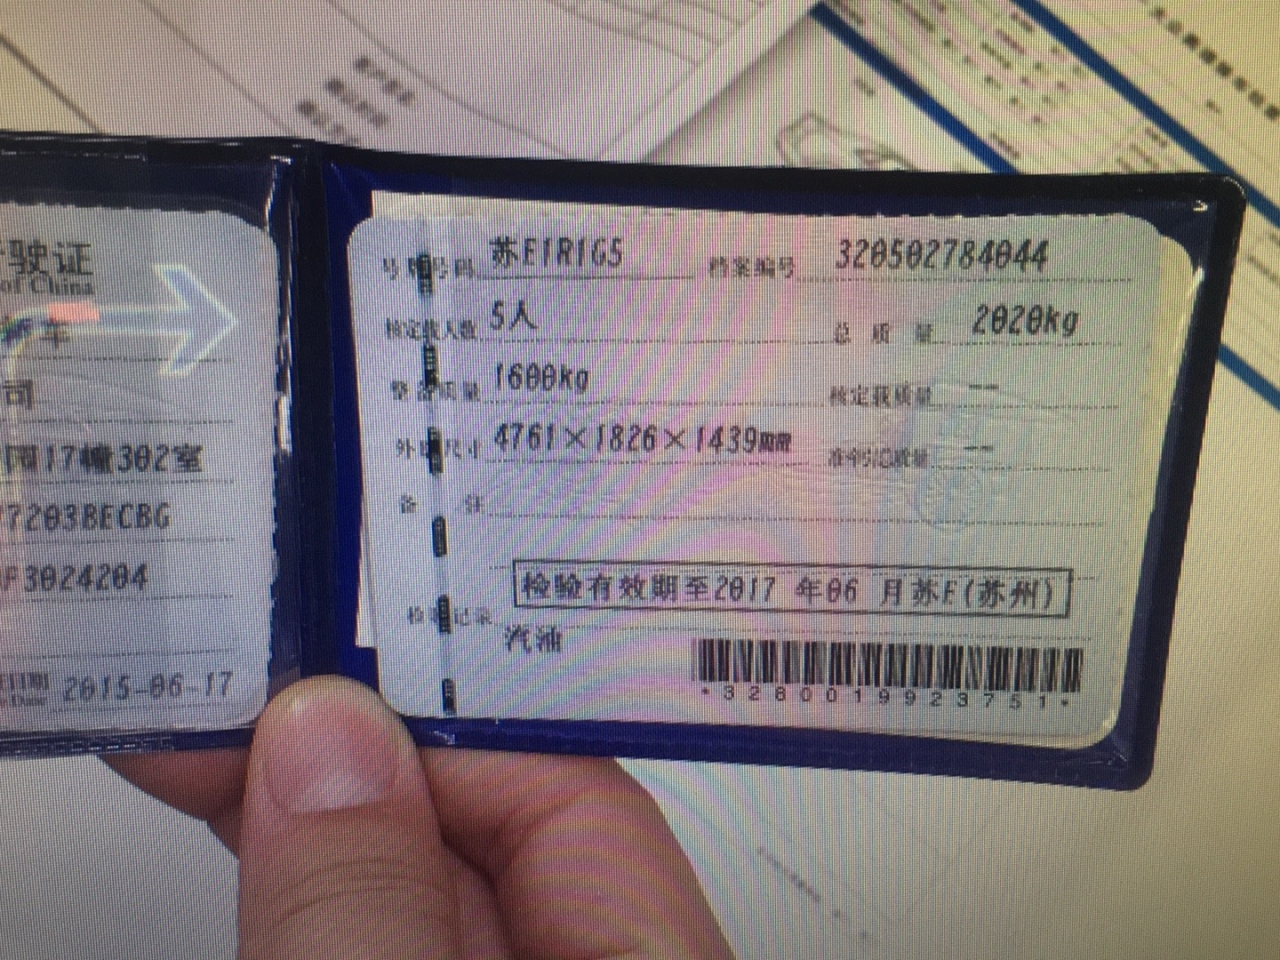 驶证
of China
车
司
园17幢302室
7203BECBG
F3024204
2015-06-17
号牌号码 苏E1R1G5 档案编号 320502784044
核定载人数 5人 总质量 2020kg
整备质量 1600kg 核定载质量 --
外廓尺寸 4761×1826×1439mm 准牵引总质量 --
备注
检验有效期至2017 年06 月苏E(苏州)
检验记录
汽油
*3280019923751*